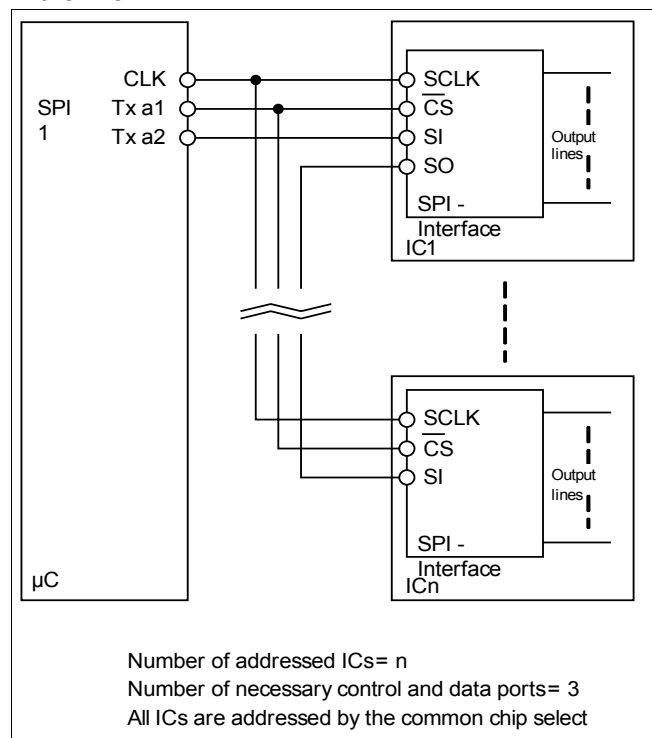 CLK
SPI
1
Tx a1
Tx a2
SCLK
CS
SI
SO
Output
lines
SPI -
Interface
IC1
SCLK
CS
SI
Output
lines
SPI -
Interface
ICn
µC
Number of addressed ICs= n
Number of necessary control and data ports= 3
All ICs are addressed by the common chip select